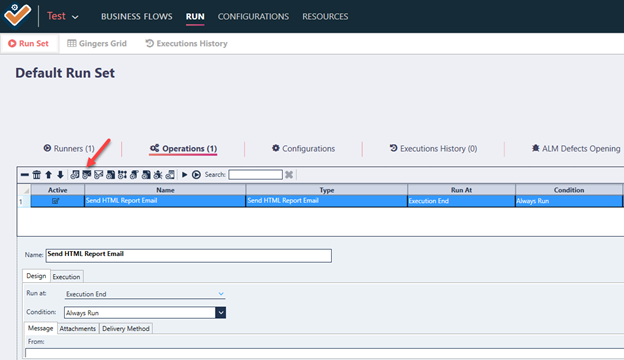 Test BUSINESS FLOWS RUN CONFIGURATIONS RESOURCES
Run Set Gingers Grid Executions History
Default Run Set
Runners (1) Operations (1) Configurations Executions History (0) ALM Defects Opening
Search:
Active Name Type Run At Condition
1 Send HTML Report Email Send HTML Report Email Execution End Always Run
Name: Send HTML Report Email
Design Execution
Run at: Execution End
Condition: Always Run
Message Attachments Delivery Method
From: